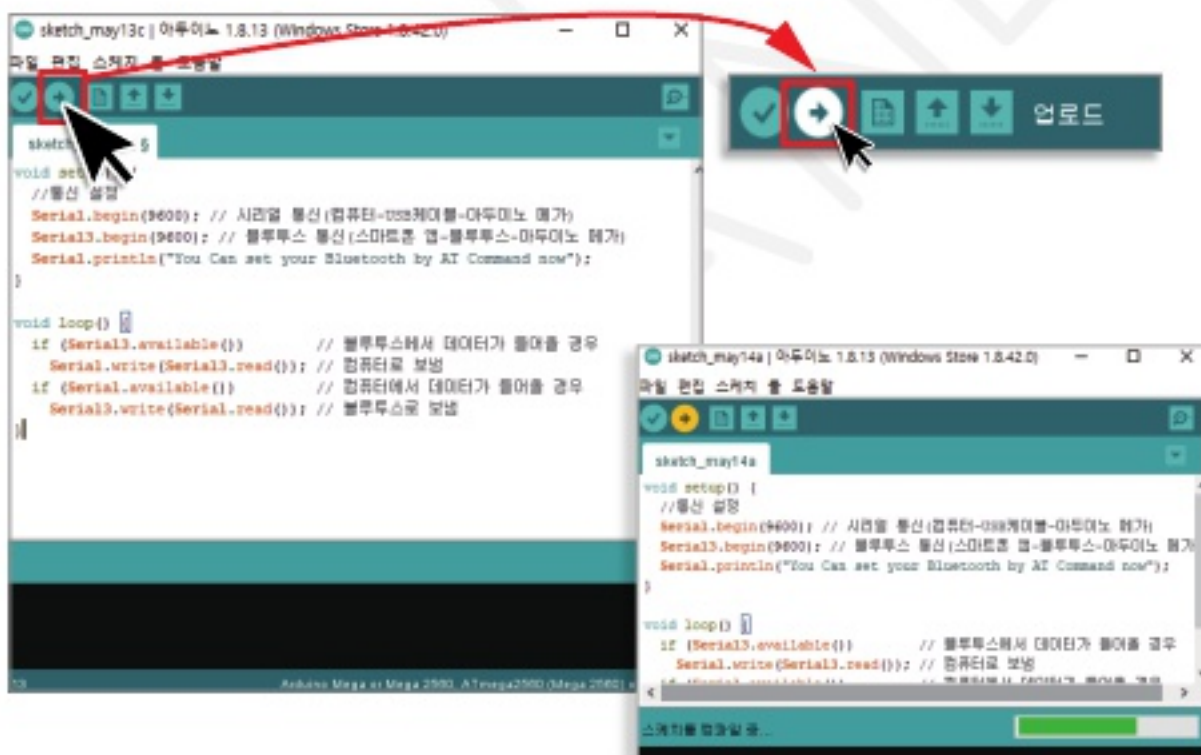 sketch_may13c | 아두이노 1.8.13 (Windows Store 1.8.42.0)
파일 편집 스케치 툴 도움말
업로드
sketch §
void set
//통신 설정
Serial.begin(9600); // 시리얼 통신(컴퓨터-USB케이블-아두이노 메가)
Serial3.begin(9600); // 블루투스 통신(스마트폰 앱-블루투스-아두이노 메가)
Serial.println("You Can set your Bluetooth by AT Command now");
}
void loop() {
if (Serial3.available()) // 블루투스에서 데이터가 들어올 경우
Serial.write(Serial3.read()); // 컴퓨터로 보냄
if (Serial.available()) // 컴퓨터에서 데이터가 들어올 경우
Serial3.write(Serial.read()); // 블루투스로 보냄
}
13
Arduino Mega or Mega 2560, ATmega2560 (Mega 2560)
sketch_may14a | 아두이노 1.8.13 (Windows Store 1.8.42.0)
파일 편집 스케치 툴 도움말
sketch_may14a
void setup() {
//통신 설정
Serial.begin(9600); // 시리얼 통신(컴퓨터-USB케이블-아두이노 메가)
Serial3.begin(9600); // 블루투스 통신(스마트폰 앱-블루투스-아두이노 메가
Serial.println("You Can set your Bluetooth by AT Command now");
}
void loop() {
if (Serial3.available()) // 블루투스에서 데이터가 들어올 경우
Serial.write(Serial3.read()); // 컴퓨터로 보냄
스케치를 컴파일 중...